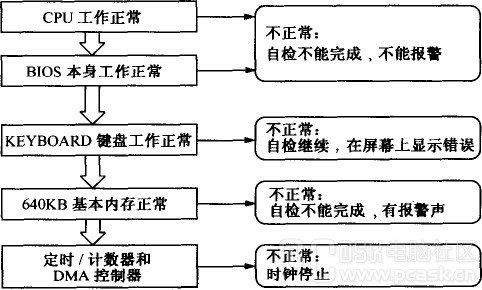 CPU 工作正常
不正常:
自检不能完成,不能报警
BIOS 本身工作正常
KEYBOARD 键盘工作正常
不正常:
自检继续,在屏幕上显示错误
640KB 基本内存正常
不正常:
自检不能完成,有报警声
定时/计数器和
DMA 控制器
不正常:
时钟停止
电脑社区
www.pcask.cn